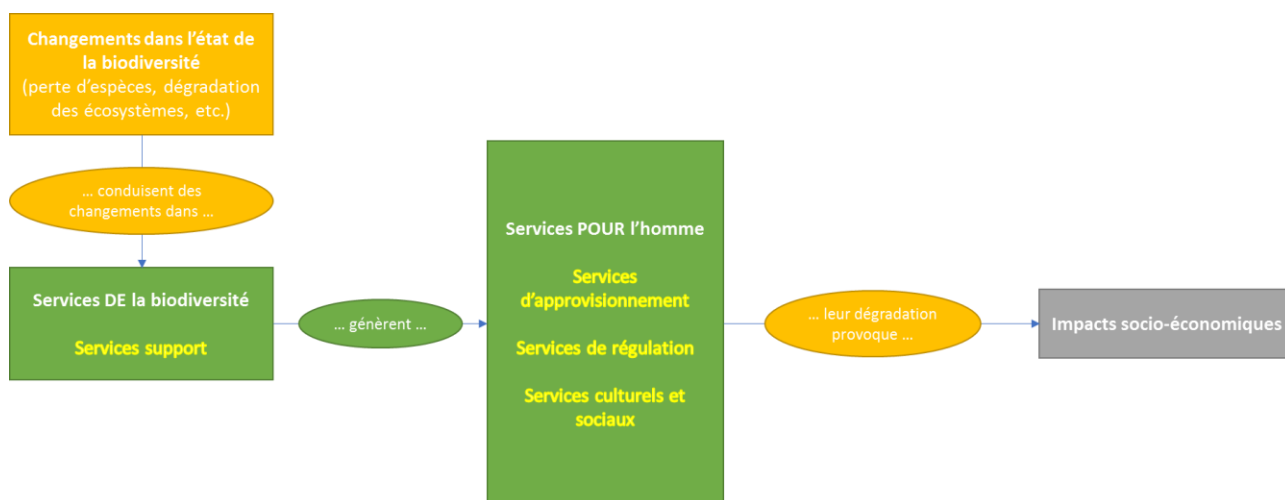 Changements dans l'état de
la biodiversité
(perte d'espèces, dégradation
des écosystèmes, etc.)
… conduisent des
changements dans …
Services DE la biodiversité
Services support
… génèrent …
Services POUR l'homme
Services
d'approvisionnement
Services de régulation
Services culturels et
sociaux
… leur dégradation
provoque …
Impacts socio-économiques